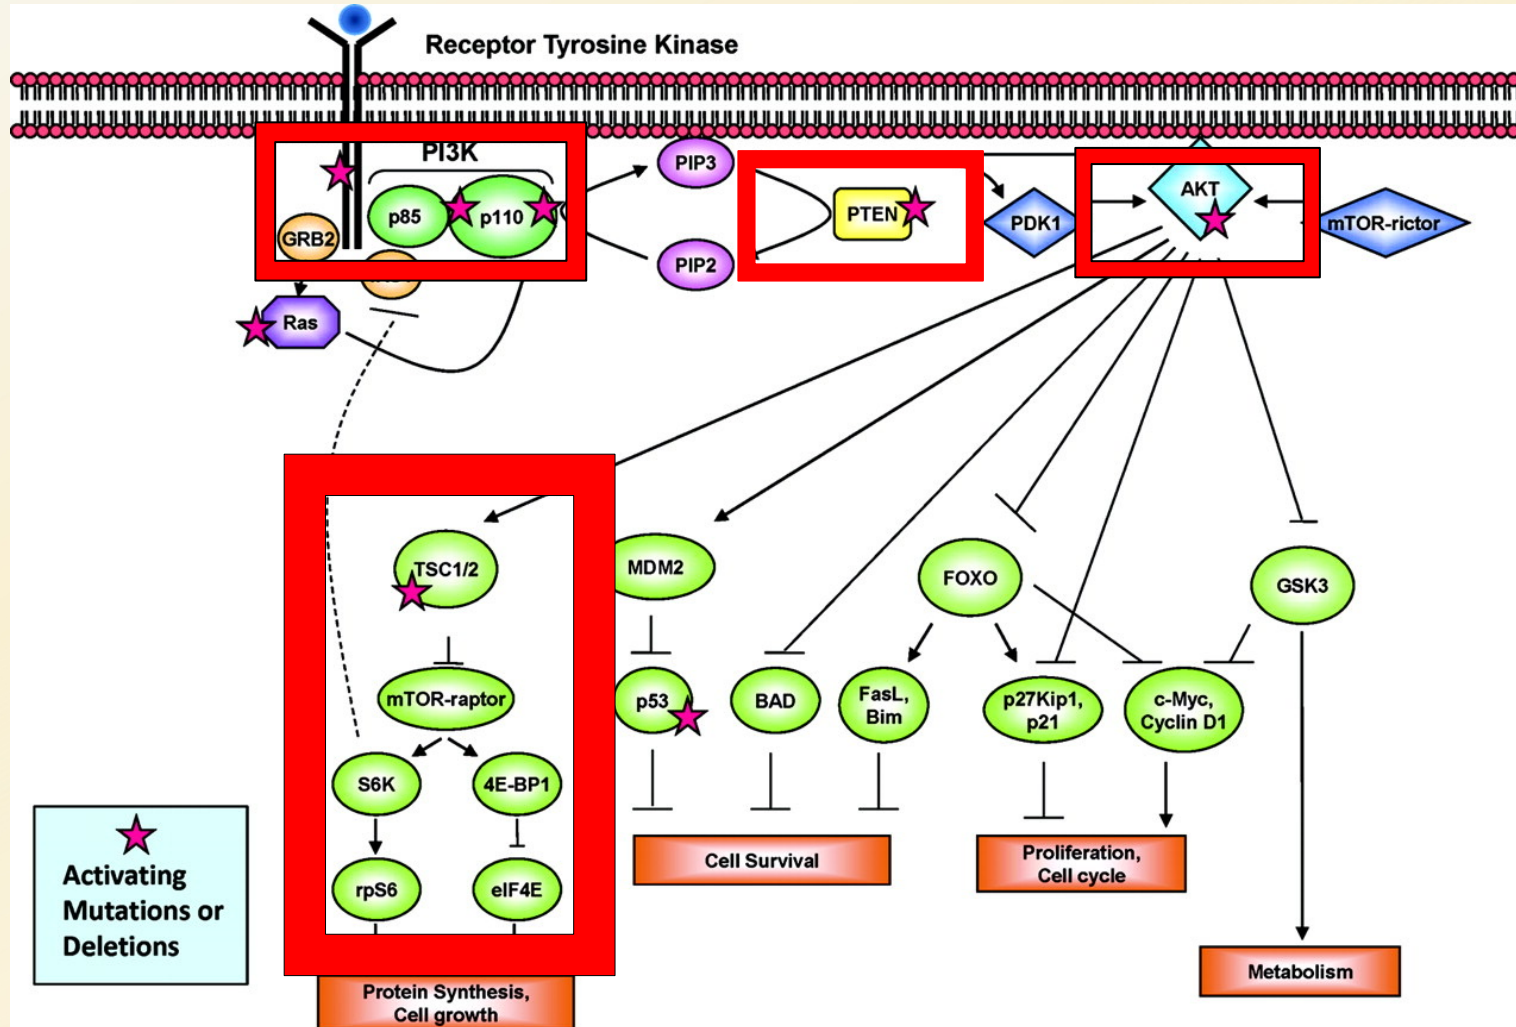 Receptor Tyrosine Kinase
PI3K
PIP3
p85
p110
GRB2
PTEN
PDK1
AKT
mTOR-rictor
PIP2
Ras
TSC1/2
MDM2
FOXO
GSK3
mTOR-raptor
p53
BAD
FasL,
Bim
p27Kip1,
p21
c-Myc,
Cyclin D1
S6K
4E-BP1
rpS6
eIF4E
Activating
Mutations or
Deletions
Cell Survival
Proliferation,
Cell cycle
Metabolism
Protein Synthesis,
Cell growth